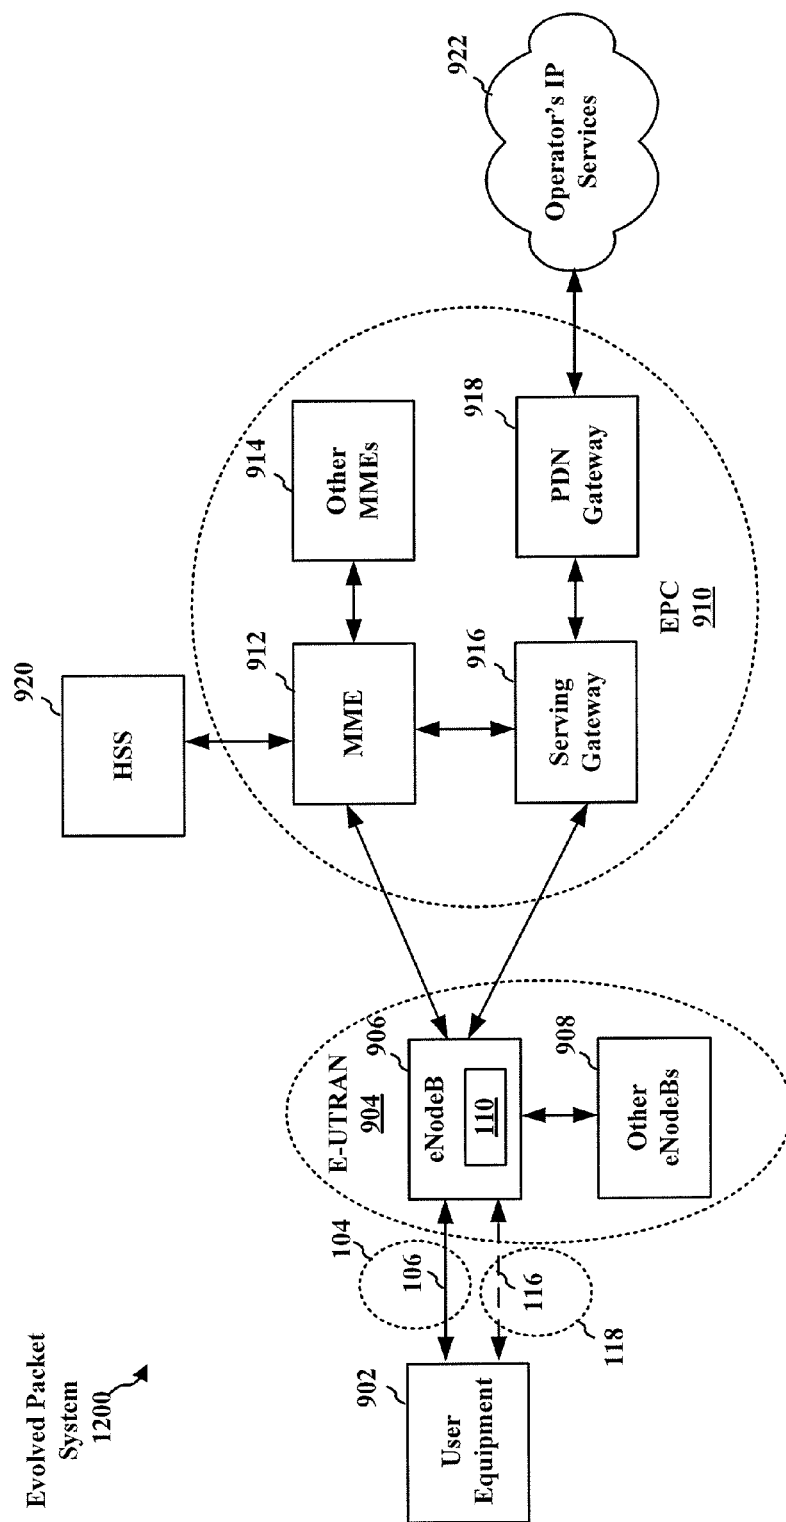 Evolved Packet
System
1200
920
HSS
922
Operator's IP
Services
912
MME
914
Other
MMEs
916
Serving
Gateway
918
PDN
Gateway
EPC
910
E-UTRAN
904
906
eNodeB
110
908
Other
eNodeBs
104
106
116
118
902
User
Equipment